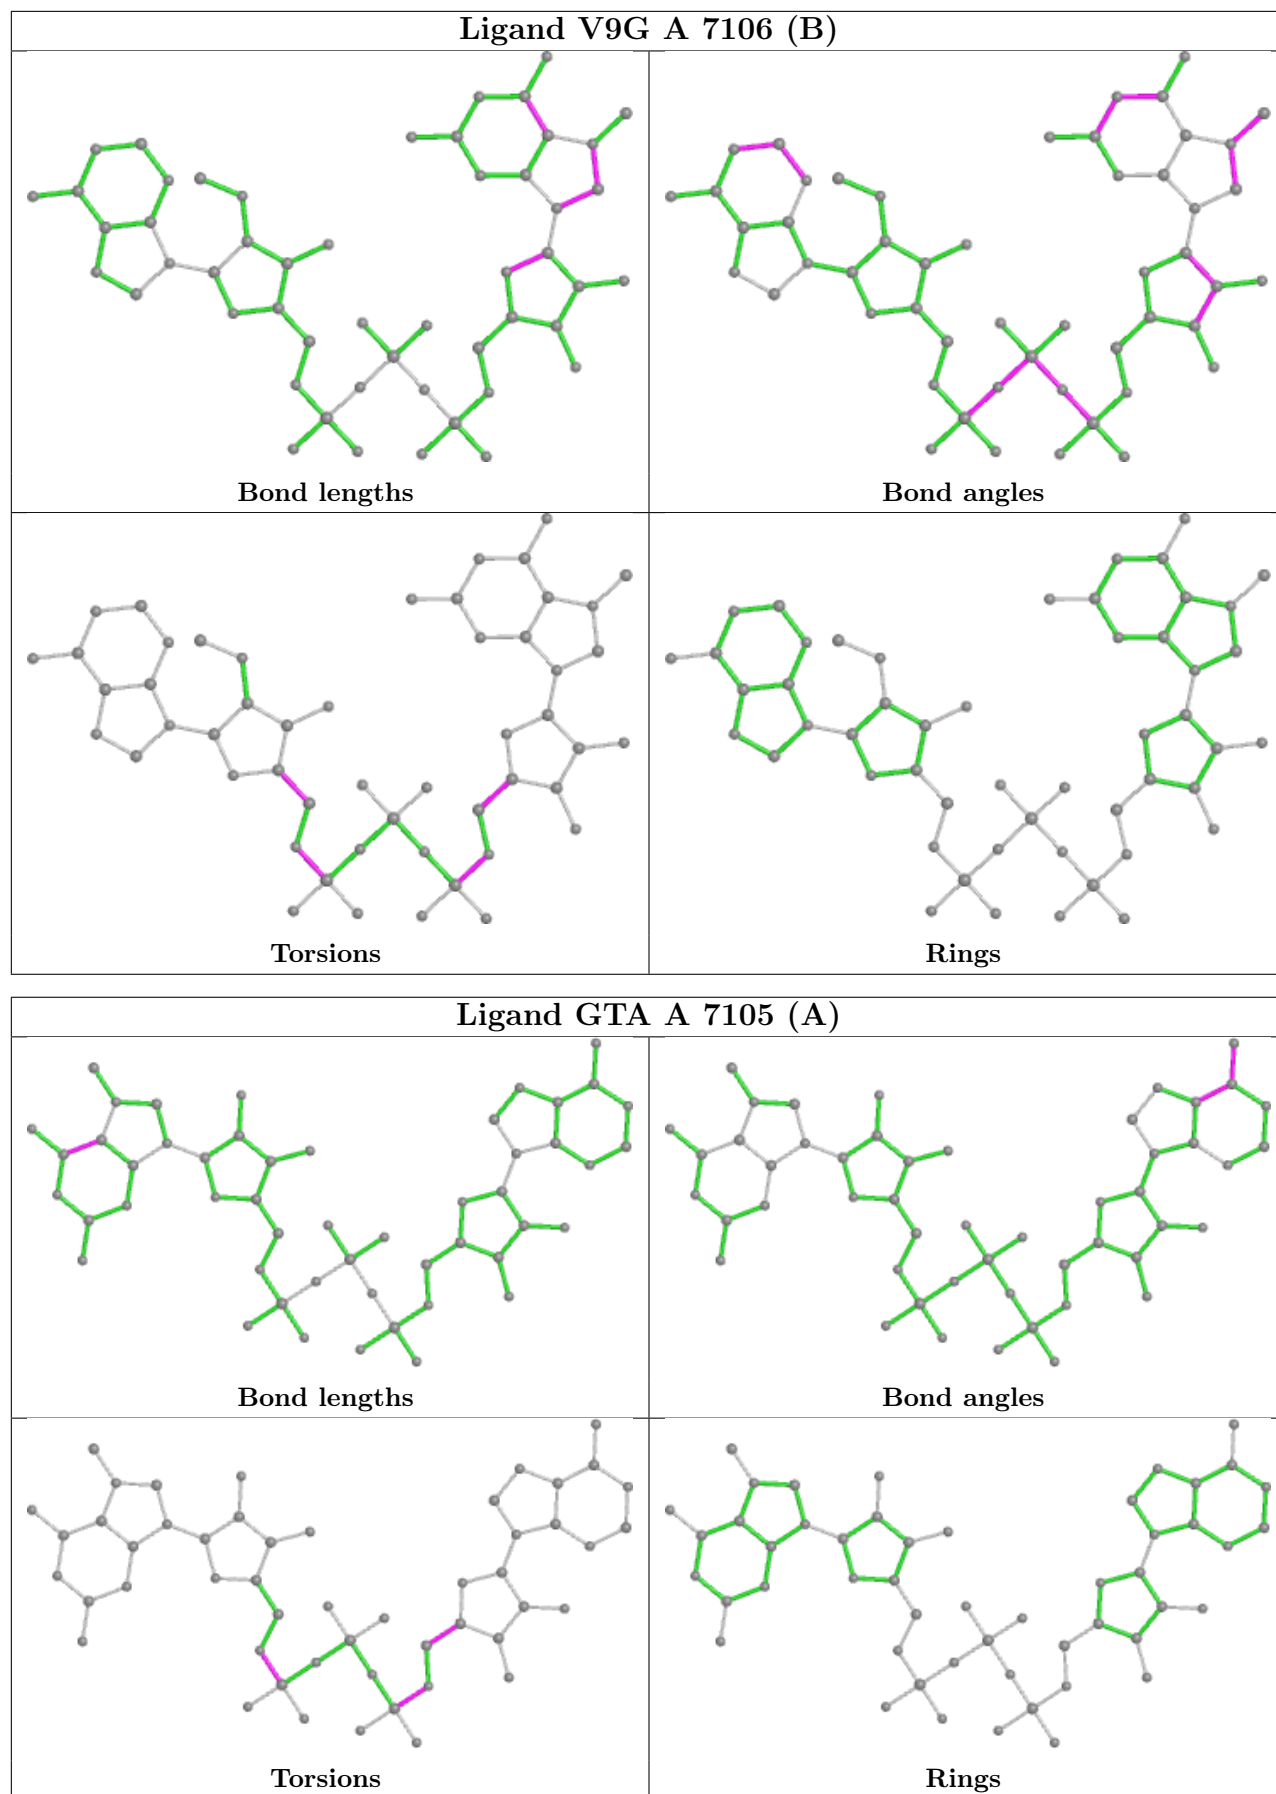 Ligand V9G A 7106 (B)
Bond lengths
Bond angles
Torsions
Rings
Ligand GTA A 7105 (A)
Bond lengths
Bond angles
Torsions
Rings